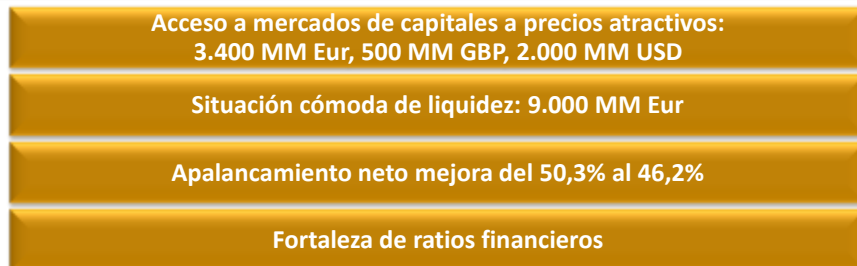 Acceso a mercados de capitales a precios atractivos:
3.400 MM Eur, 500 MM GBP, 2.000 MM USD
Situación cómoda de liquidez: 9.000 MM Eur
Apalancamiento neto mejora del 50,3% al 46,2%
Fortaleza de ratios financieros